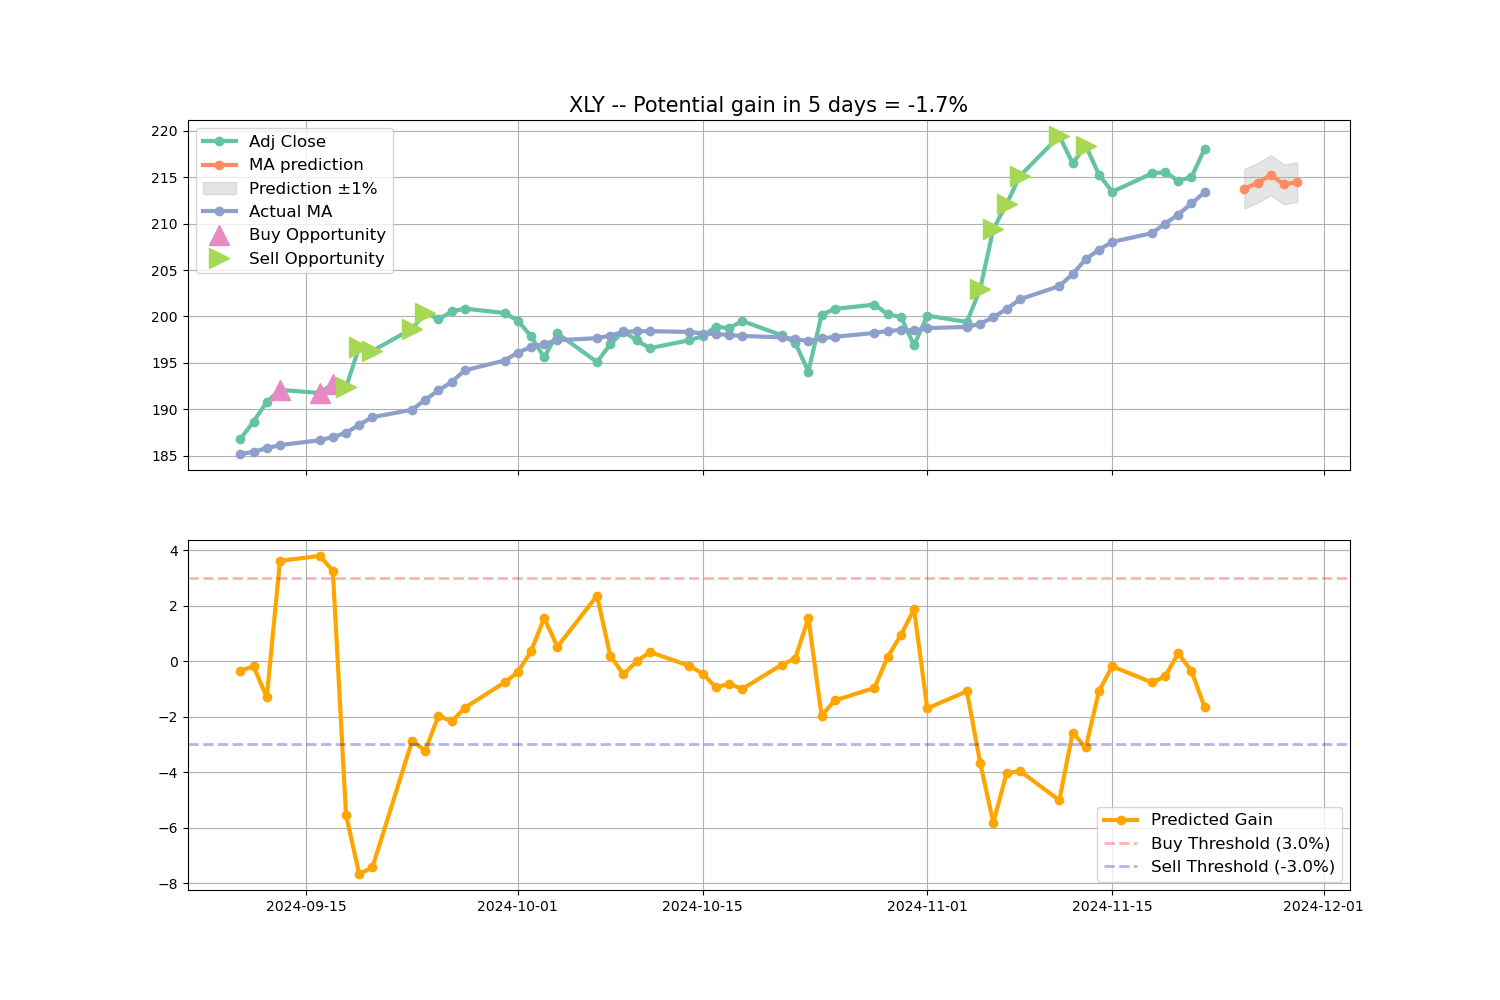 XLY -- Potential gain in 5 days = -1.7%
220
215
210
205
200
195
190
185
Adj Close
MA prediction
Prediction ±1%
Actual MA
Buy Opportunity
Sell Opportunity
4
2
0
−2
−4
−6
−8
Predicted Gain
Buy Threshold (3.0%)
Sell Threshold (-3.0%)
2024-09-15
2024-10-01
2024-10-15
2024-11-01
2024-11-15
2024-12-01